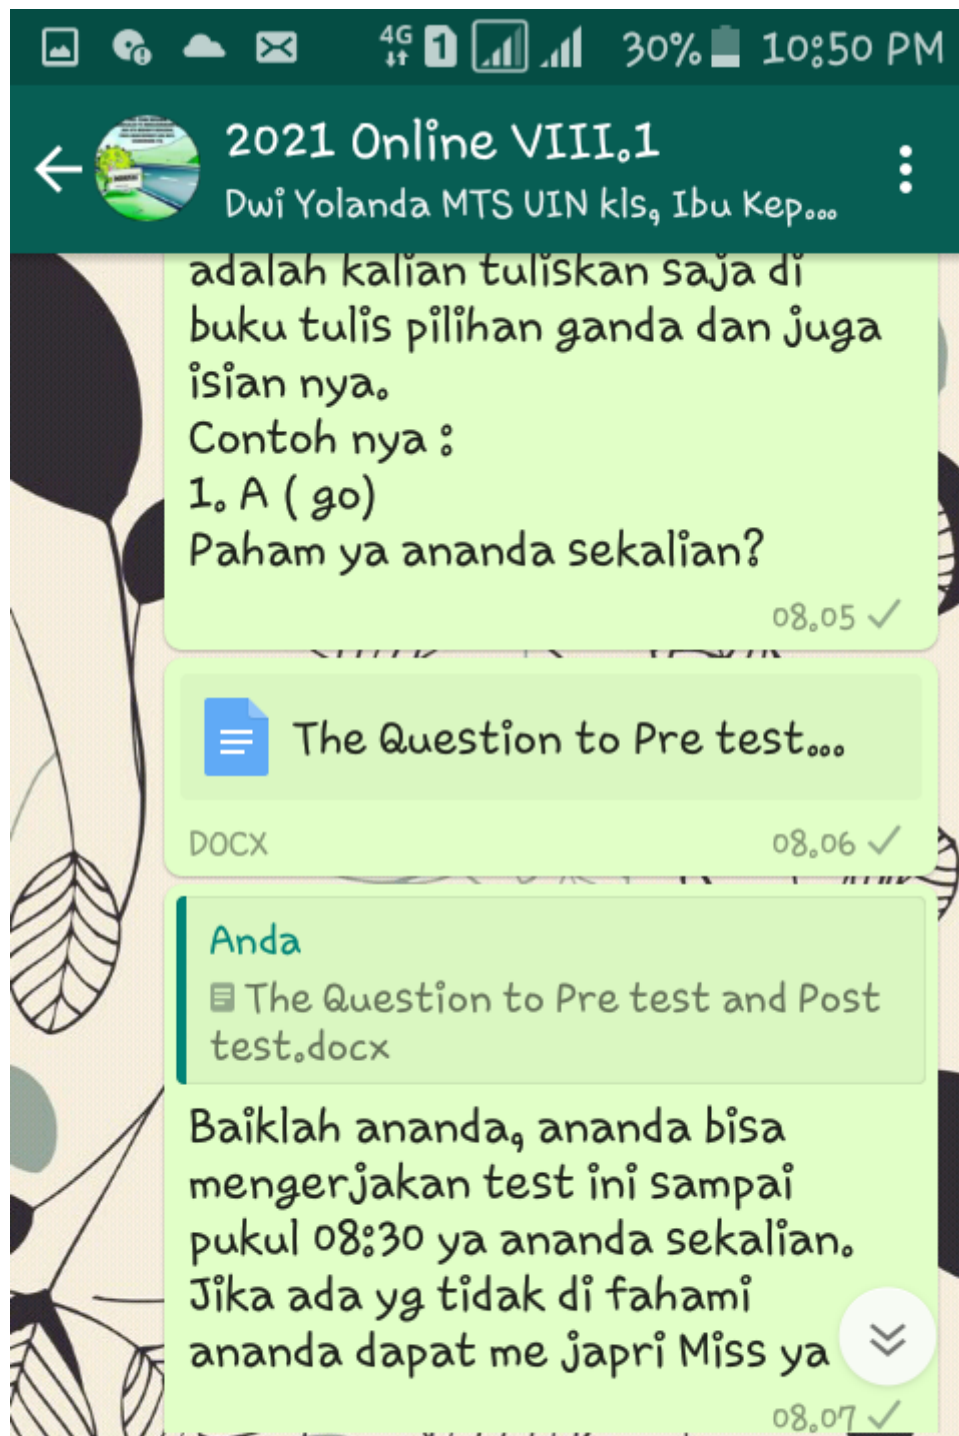 4G 1 30% 10:50 PM
2021 Online VIII.1
Dwi Yolanda MTS UIN kls, Ibu Kep...
adalah kalian tuliskan saja di
buku tulis pilihan ganda dan juga
isian nya.
Contoh nya :
1. A ( go)
Paham ya ananda sekalian?
08.05
The Question to Pre test...
DOCX 08.06
Anda
The Question to Pre test and Post
test.docx
Baiklah ananda, ananda bisa
mengerjakan test ini sampai
pukul 08:30 ya ananda sekalian.
Jika ada yg tidak di fahami
ananda dapat me japri Miss ya
08.07